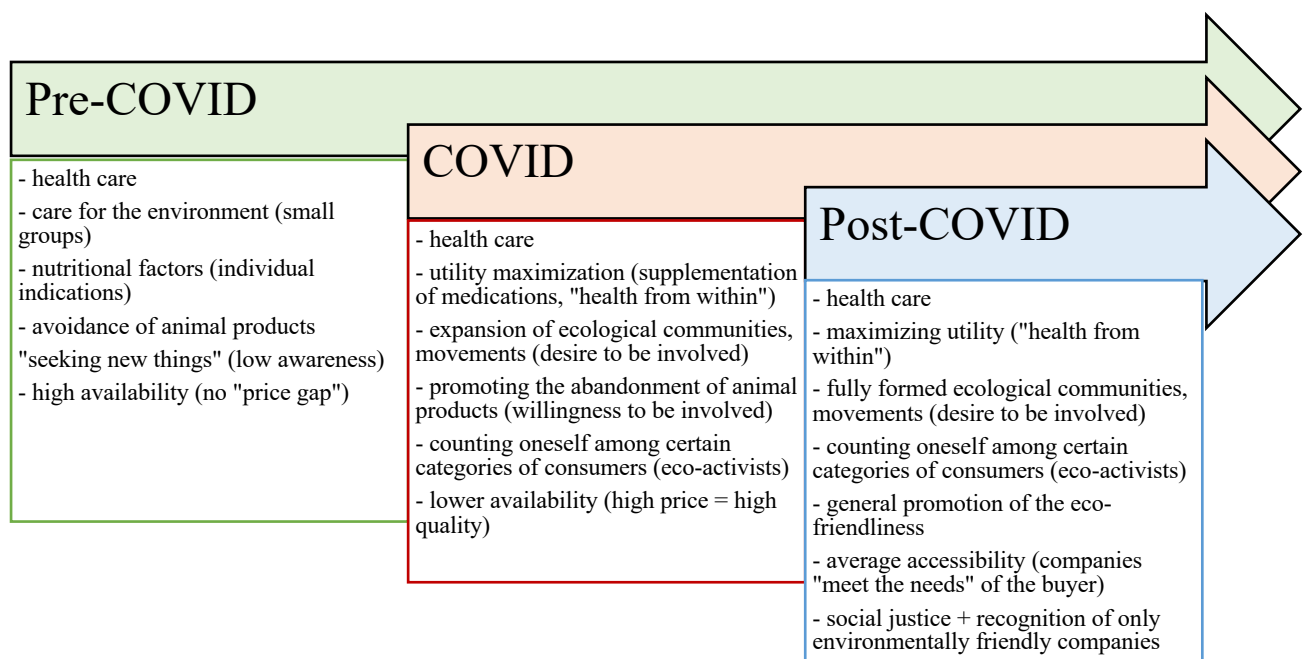 Pre-COVID
- health care
- care for the environment (small
groups)
- nutritional factors (individual
indications)
- avoidance of animal products
"seeking new things" (low awareness)
- high availability (no "price gap")
COVID
- health care
- utility maximization (supplementation
of medications, "health from within")
- expansion of ecological communities,
movements (desire to be involved)
- promoting the abandonment of animal
products (willingness to be involved)
- counting oneself among certain
categories of consumers (eco-activists)
- lower availability (high price = high
quality)
Post-COVID
- health care
- maximizing utility ("health from
within")
- fully formed ecological communities,
movements (desire to be involved)
- counting oneself among certain
categories of consumers (eco-activists)
- general promotion of the eco-
friendliness
- average accessibility (companies
"meet the needs" of the buyer)
- social justice + recognition of only
environmentally friendly companies